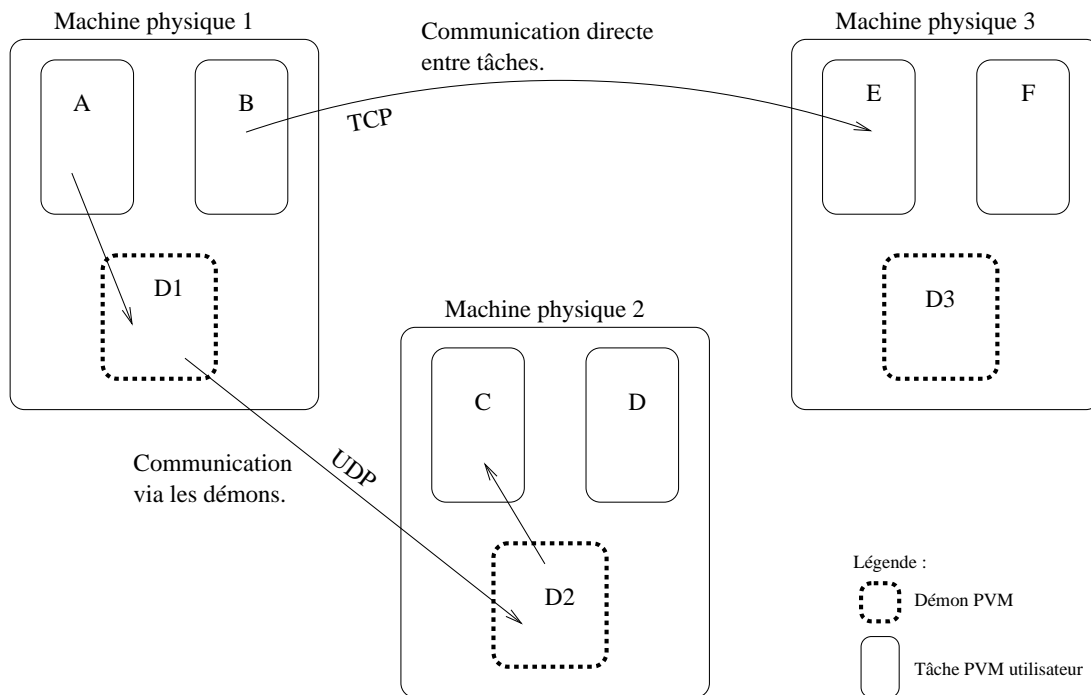 Machine physique 1
Communication directe
entre tâches.
Machine physique 3
A
B
TCP
E
F
D1
D3
Machine physique 2
C
D
Communication
via les démons.
UDP
D2
Légende :
Démon PVM
Tâche PVM utilisateur